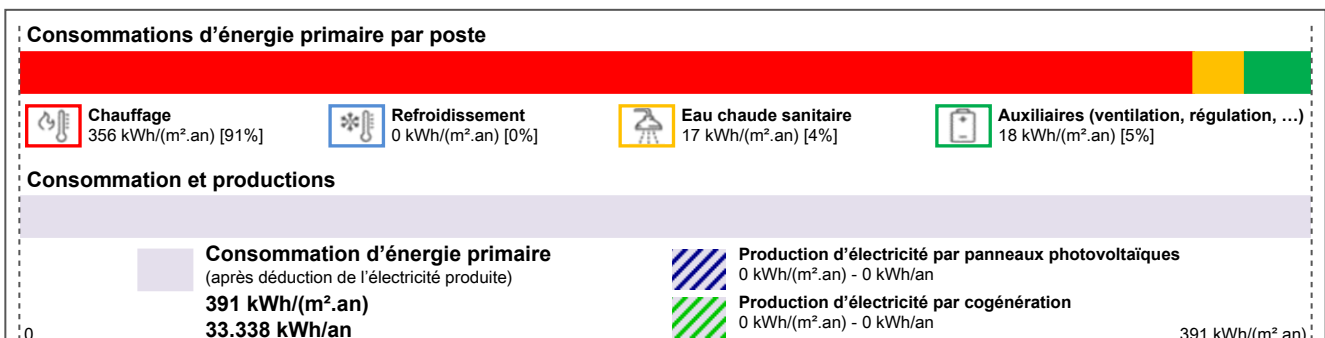 Consommations d’énergie primaire par poste
Chauffage
356 kWh/(m².an) [91%]
Refroidissement
0 kWh/(m².an) [0%]
Eau chaude sanitaire
17 kWh/(m².an) [4%]
Auxiliaires (ventilation, régulation, …)
18 kWh/(m².an) [5%]
Consommation et productions
Consommation d’énergie primaire
(après déduction de l’électricité produite)
391 kWh/(m².an)
33.338 kWh/an
Production d’électricité par panneaux photovoltaïques
0 kWh/(m².an) - 0 kWh/an
Production d’électricité par cogénération
0 kWh/(m².an) - 0 kWh/an
0
391 kWh/(m².an)